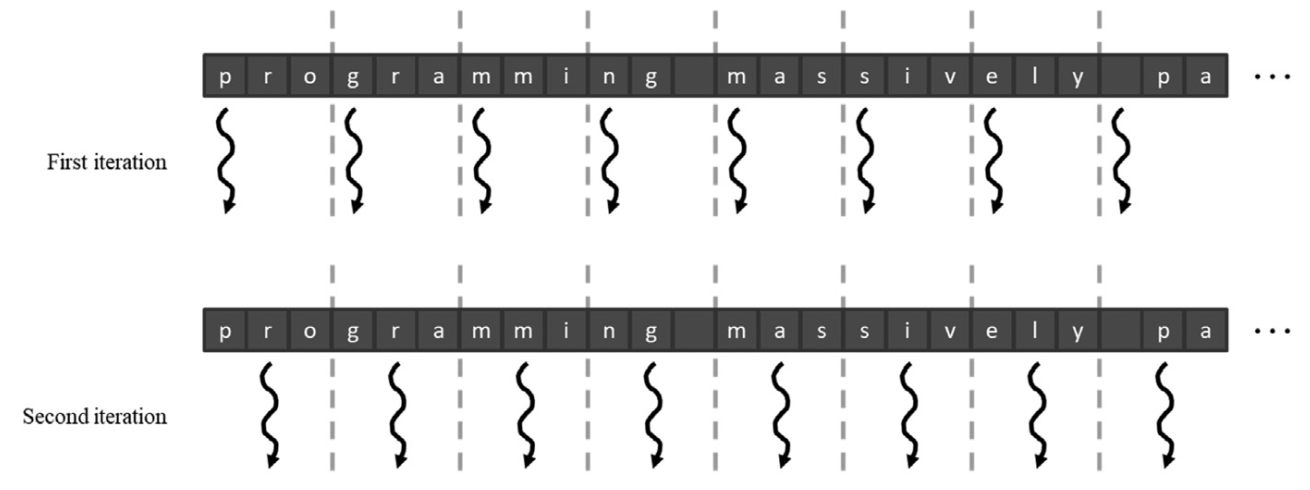 p r o g r a m m i n g   m a s s i v e l y   p a ...
First iteration
p r o g r a m m i n g   m a s s i v e l y   p a ...
Second iteration